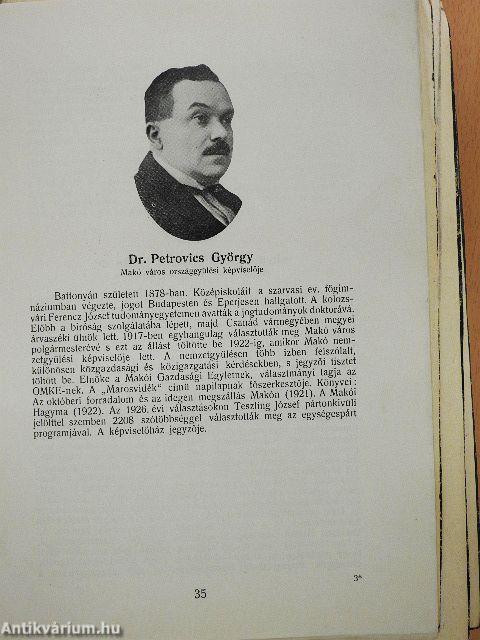 Dr. Petrovics György
Makó város országgyülési képviselője
Battonyán született 1878-ban. Középiskoláit a szarvasi ev. főgim-
náziumban végezte, jogot Budapesten és Eperjesen hallgatott. A kolozs-
vári Ferencz József tudományegyetemen avatták a jogtudományok doktorává.
Előbb a bíróság szolgálatába lépett, majd Csanád vármegyében megyei
árvaszéki ülnök lett. 1917-ben egyhangulag választották meg Makó város
polgármesterévé s ezt az állást töltötte be 1922-ig, amikor Makó nem-
zetgyülési képviselője lett. A nemzetgyülésen több ízben felszólalt,
különösen közgazdasági és közigazgatási kérdésekben, s jegyzői tisztet
töltött be. Elnöke a Makói Gazdasági Egyletnek, választmányi tagja az
OMKE-nek. A „Marosvidék" című napilapnak főszerkesztője. Könyvei:
Az októberi forradalom és az idegen megszállás Makón (1921). A Makói
Hagyma (1922). Az 1926. évi választásokon Teszling József pártonkívüli
jelölttel szemben 2208 szótöbbséggel választották meg az egységespárt
programjával. A képviselőház jegyzője.
35
3*
Antikvárium.hu